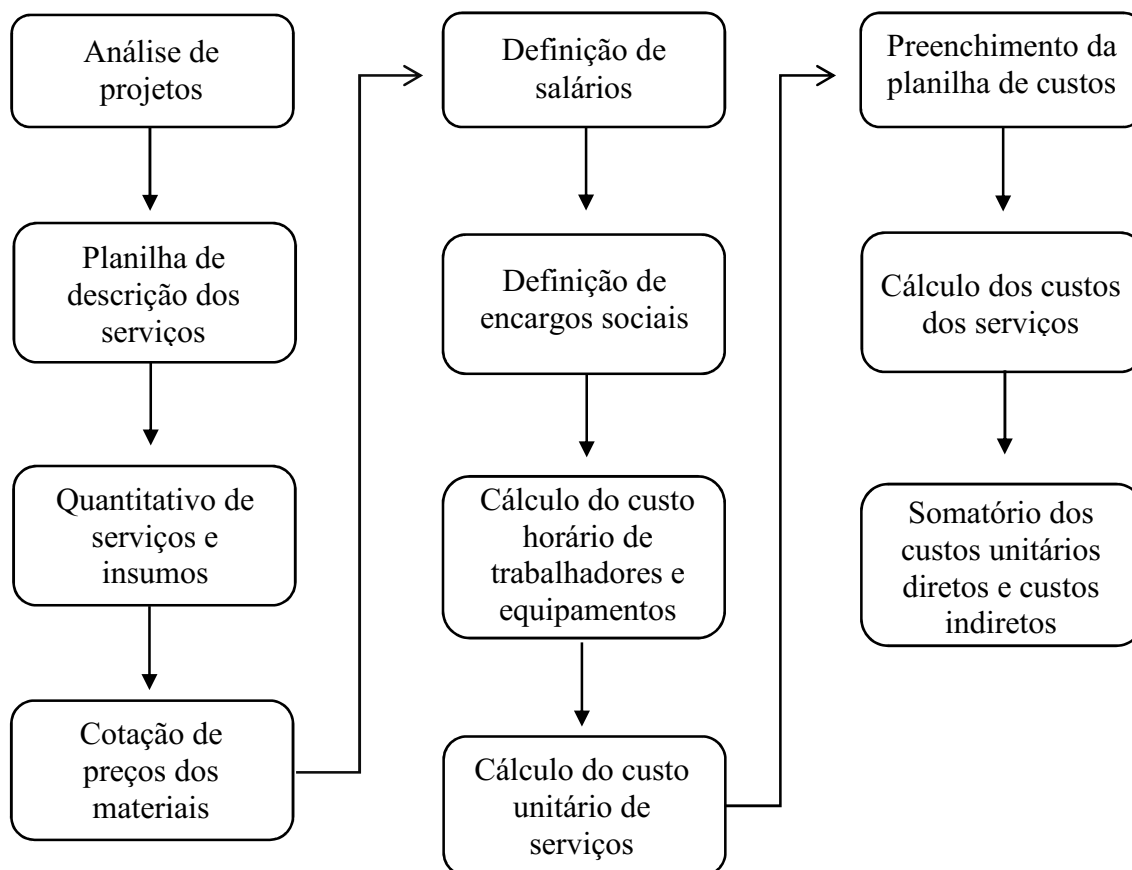 Análise de
projetos
Planilha de
descrição dos
serviços
Quantitativo de
serviços e
insumos
Cotação de
preços dos
materiais
Definição de
salários
Definição de
encargos sociais
Cálculo do custo
horário de
trabalhadores e
equipamentos
Cálculo do custo
unitário de
serviços
Preenchimento da
planilha de custos
Cálculo dos custos
dos serviços
Somatório dos
custos unitários
diretos e custos
indiretos